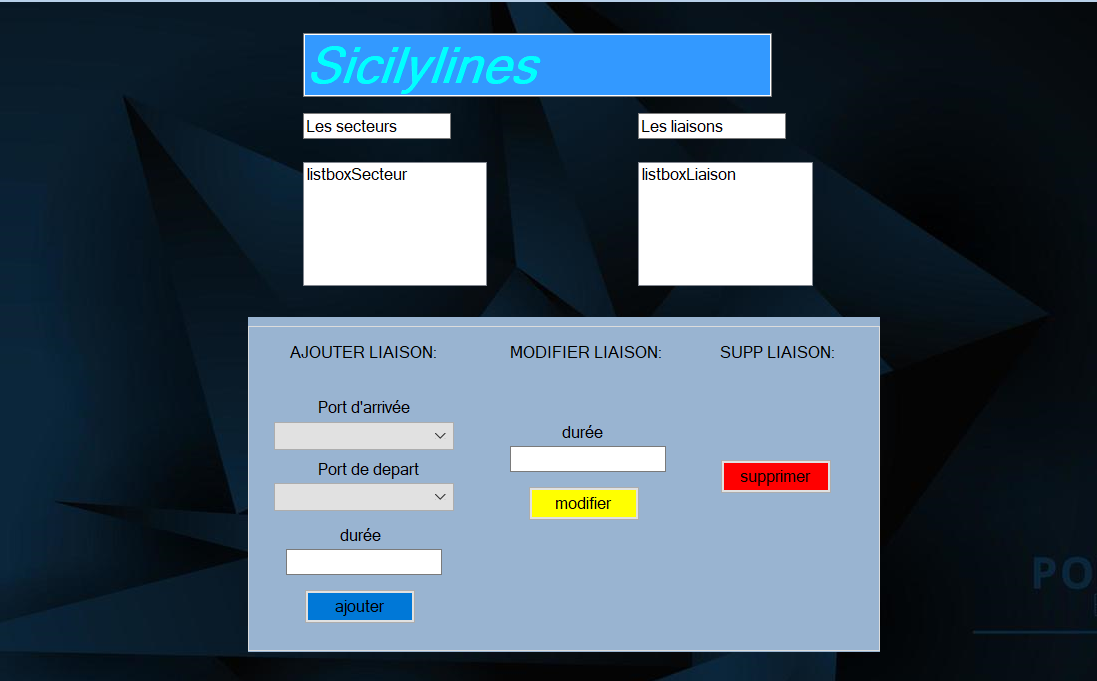 Sicilylines
Les secteurs
Les liaisons
listboxSecteur
listboxLiaison
AJOUTER LIAISON:
MODIFIER LIAISON:
SUPP LIAISON:
Port d'arrivée
durée
Port de depart
supprimer
modifier
durée
ajouter
PO